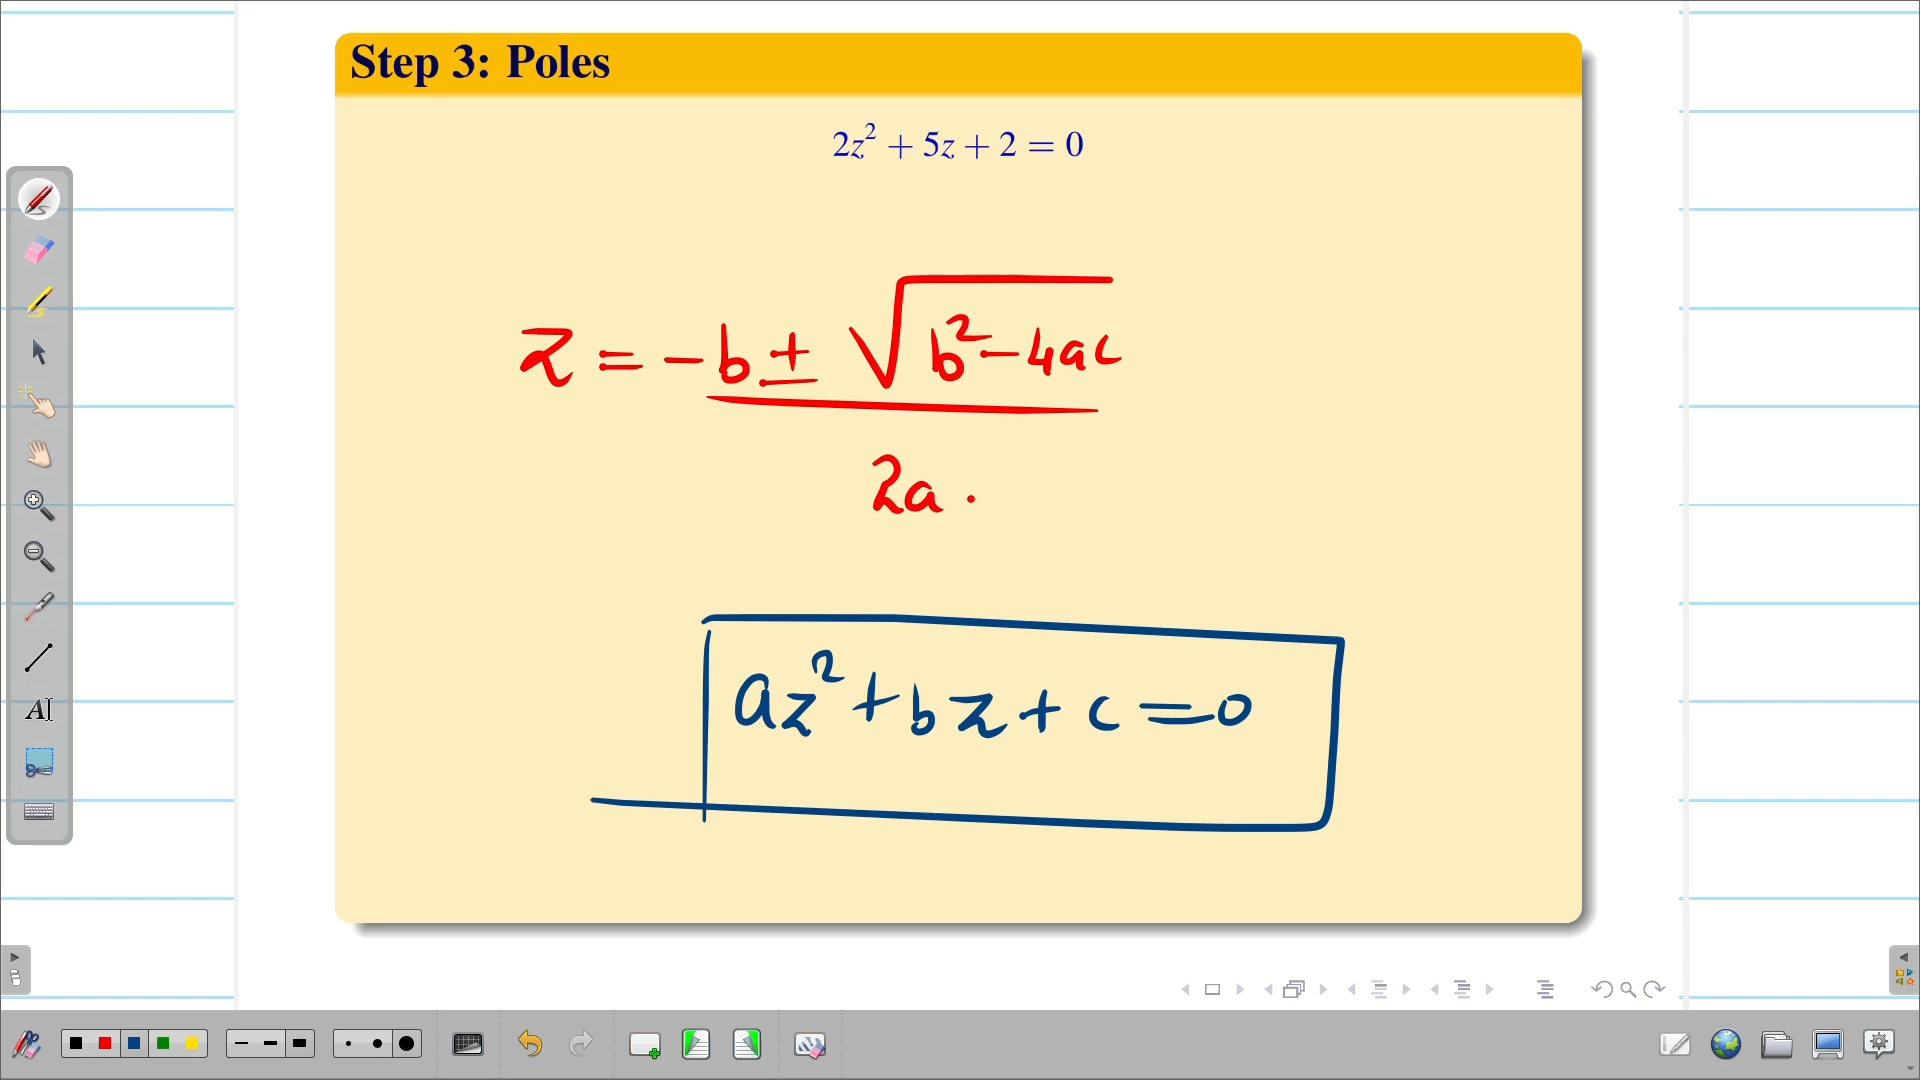 Step 3: Poles
2z² + 5z + 2 = 0
z = -b ± √b²-4ac
2a .
az² + bz + c = 0
A